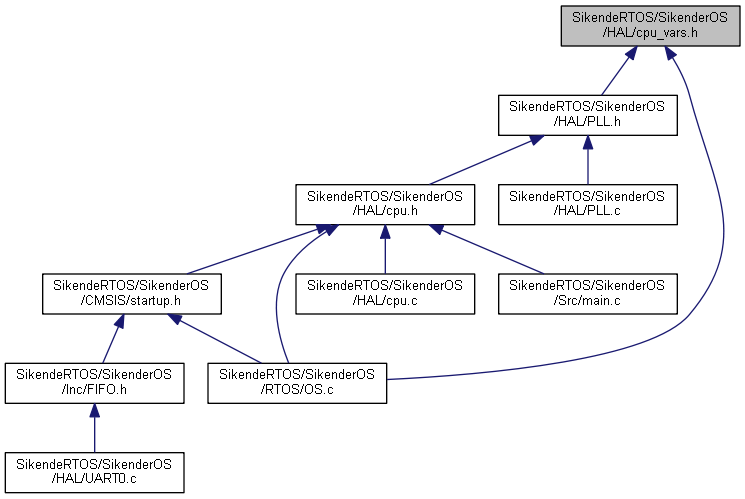 SikendeRTOS/SikenderOS
/HAL/cpu_vars.h
SikendeRTOS/SikenderOS
/HAL/PLL.h
SikendeRTOS/SikenderOS
/HAL/cpu.h
SikendeRTOS/SikenderOS
/HAL/PLL.c
SikendeRTOS/SikenderOS
/CMSIS/startup.h
SikendeRTOS/SikenderOS
/HAL/cpu.c
SikendeRTOS/SikenderOS
/Src/main.c
SikendeRTOS/SikenderOS
/Inc/FIFO.h
SikendeRTOS/SikenderOS
/RTOS/OS.c
SikendeRTOS/SikenderOS
/HAL/UART0.c